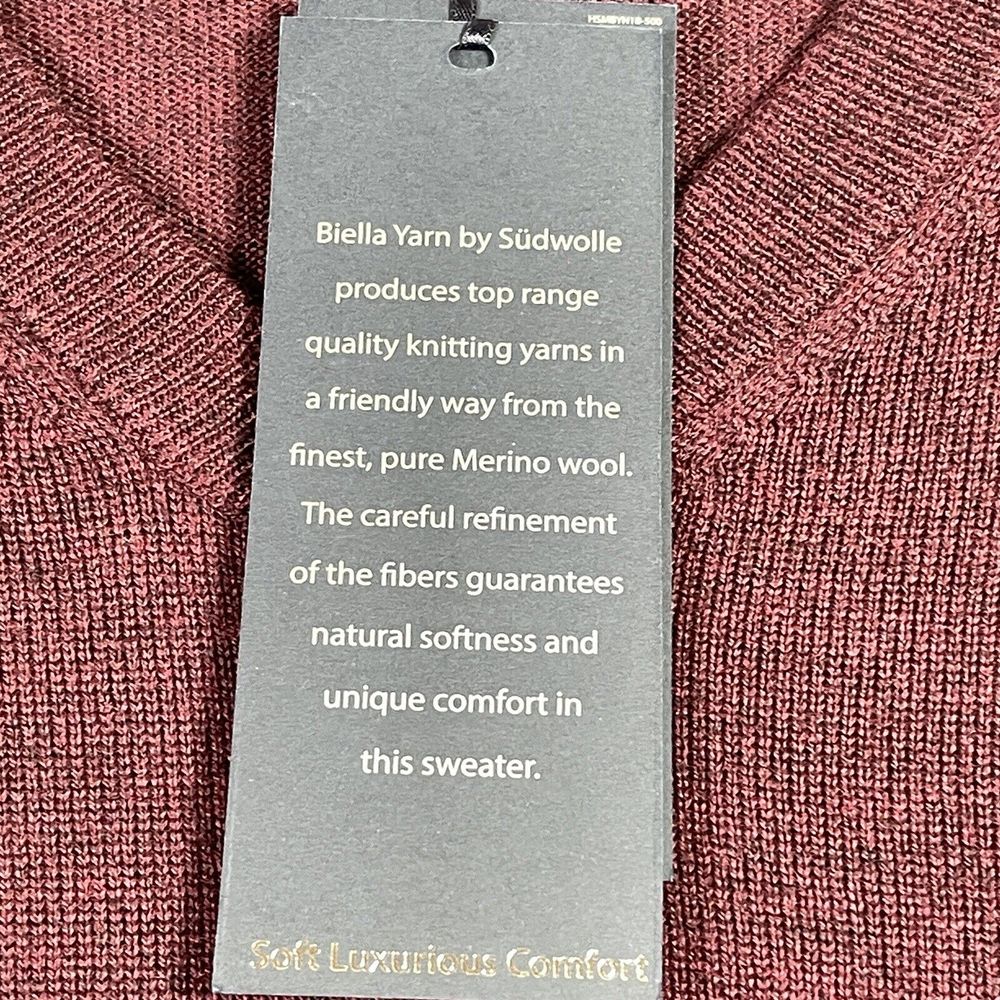 Biella Yarn by Südwolle
produces top range
quality knitting yarns in
a friendly way from the
finest, pure Merino wool.
The careful refinement
of the fibers guarantees
natural softness and
unique comfort in
this sweater.
Soft Luxurious Comfort